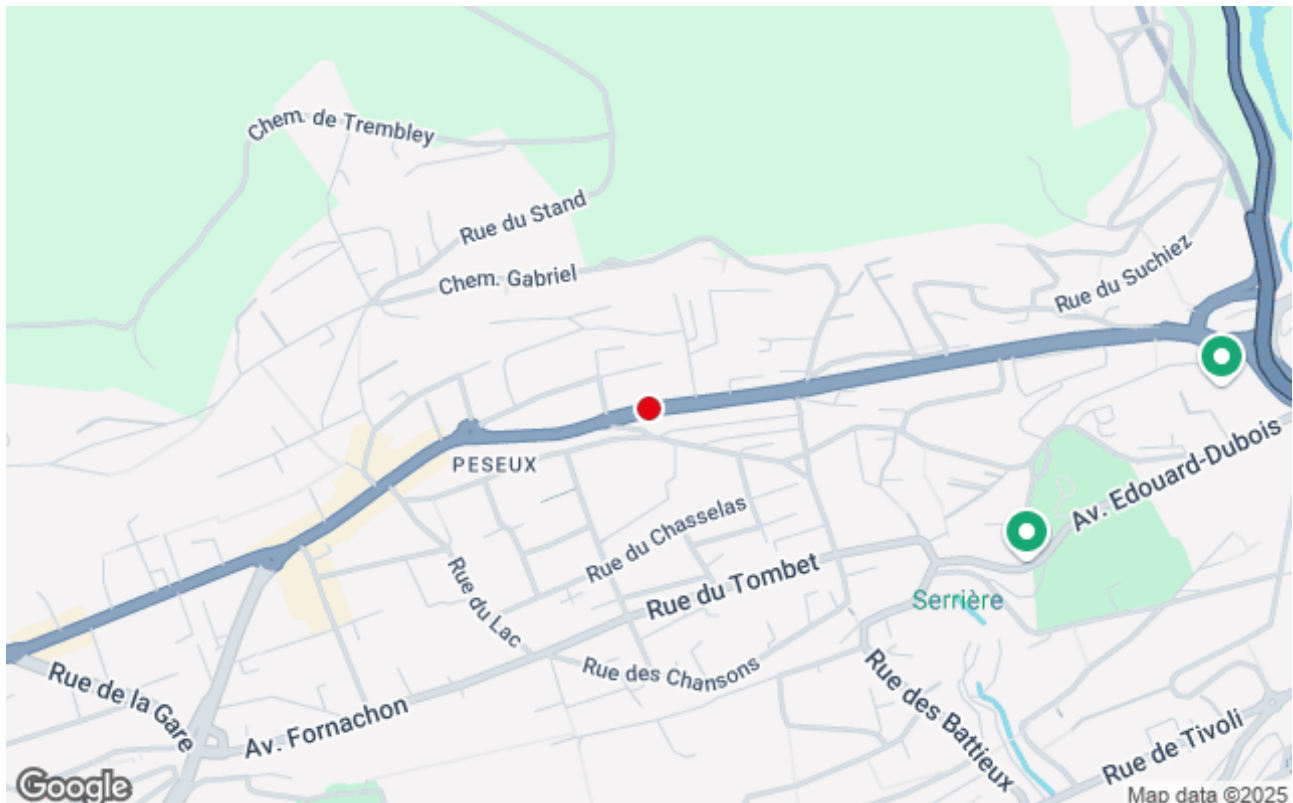 Chem. de Trembley
Rue du Stand
Chem. Gabriel
Rue du Suchiez
PESEUX
Av. Edouard-Dubois
Rue du Chasselas
Rue du Tombet
Rue du Lac
Serrière
Rue des Chansons
Rue de la Gare
Av. Fornachon
Rue des Battieux
Rue de Tivoli
Google
Map data ©2025